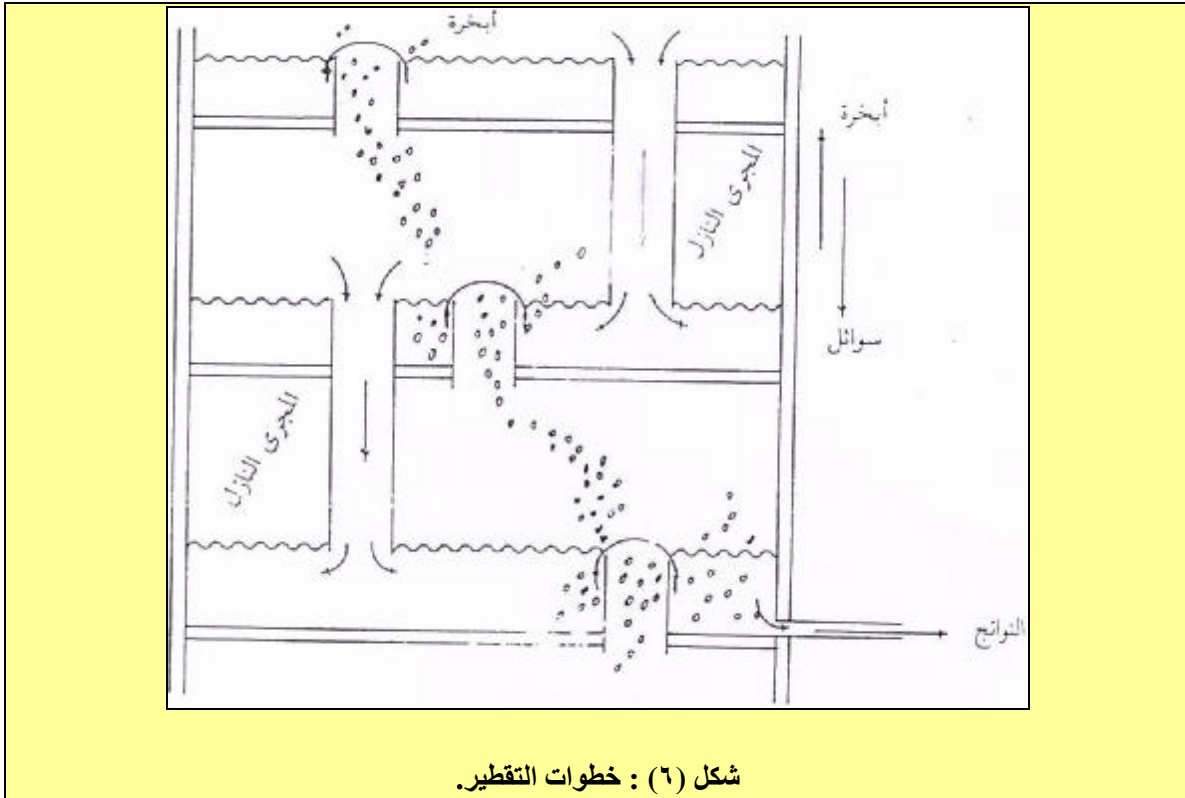 أبخرة
أبخرة
المجرى النازل
سوائل
المجرى النازل
النواتج
شكل (٦) : خطوات التقطير.